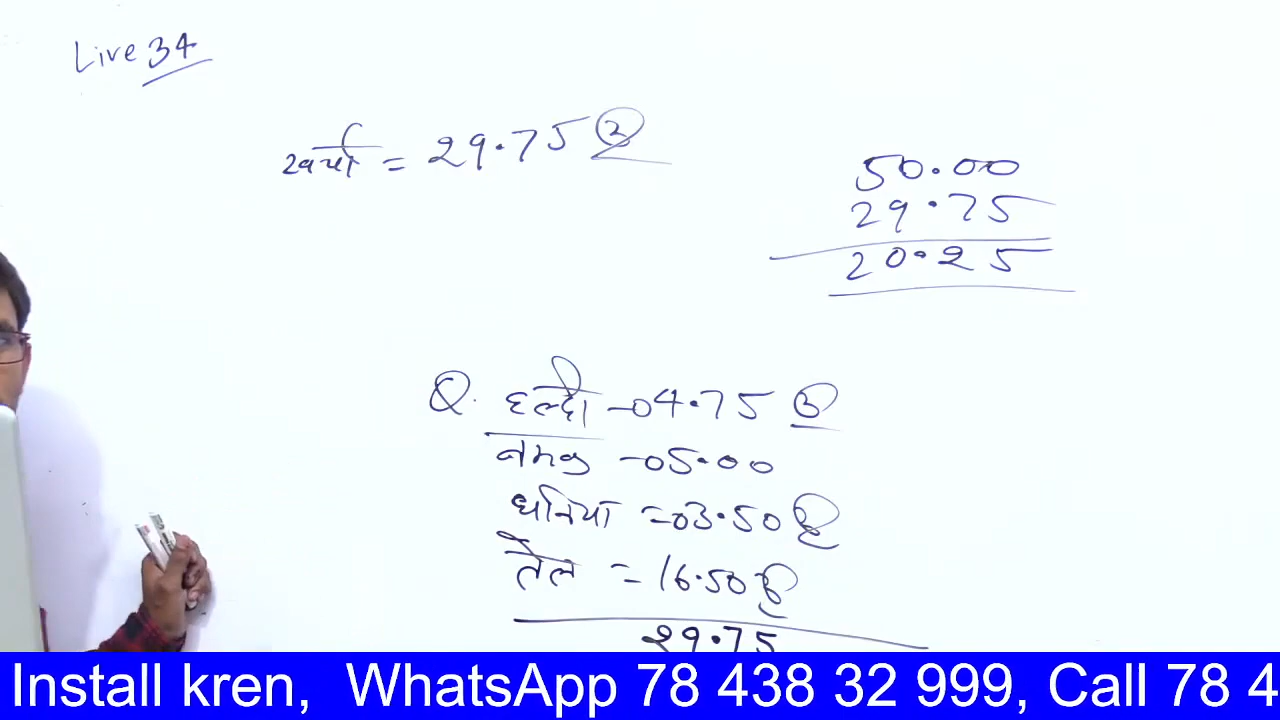 Live 34
खर्चा = 29.75 रु
50.00
29.75
20.25
Q. हल्दी - 04.75 रु
नमक - 05.00
धनिया = 03.50 रु
तेल = 16.50 रु
29.75
Install kren, WhatsApp 78 438 32 999, Call 78 4